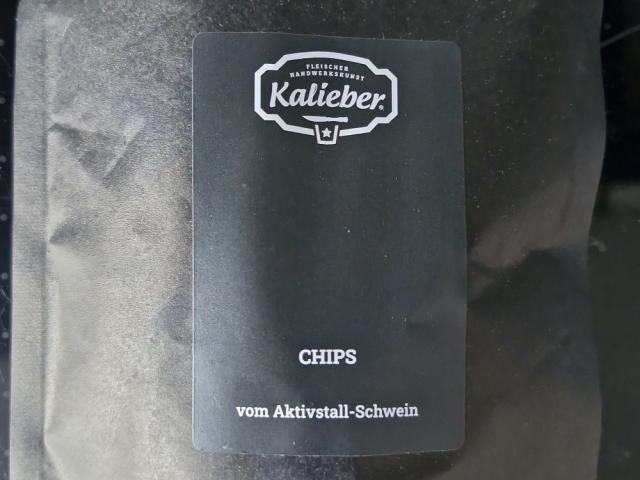 FLEISCHER
HANDWERKSKUNST
Kalieber®
CHIPS
vom Aktivstall-Schwein